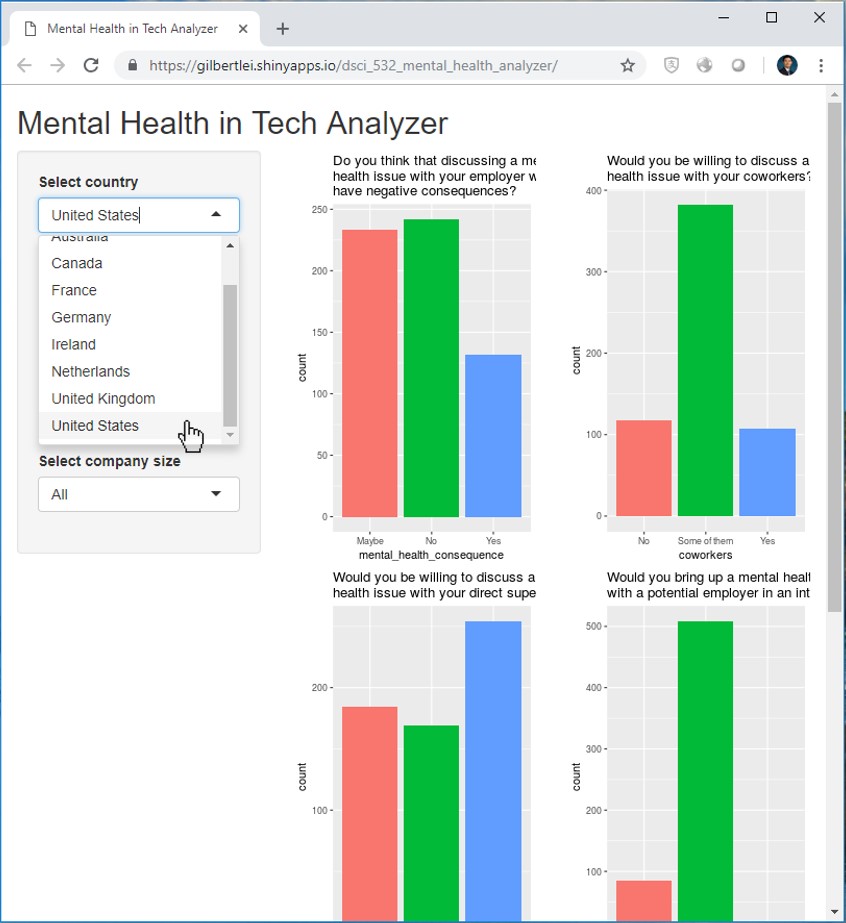 Mental Health in Tech Analyzer
https://gilbertlei.shinyapps.io/dsci_532_mental_health_analyzer/
Mental Health in Tech Analyzer
Select country
United States
Australia
Canada
France
Germany
Ireland
Netherlands
United Kingdom
United States
Select company size
All
Do you think that discussing a me
health issue with your employer w
have negative consequences?
250
200
150
100
50
0
count
Maybe No Yes
mental_health_consequence
Would you be willing to discuss a
health issue with your coworkers?
400
300
200
100
0
count
No Some of them Yes
coworkers
Would you be willing to discuss a
health issue with your direct supe
200
100
count
Would you bring up a mental healt
with a potential employer in an int
500
400
300
200
100
count